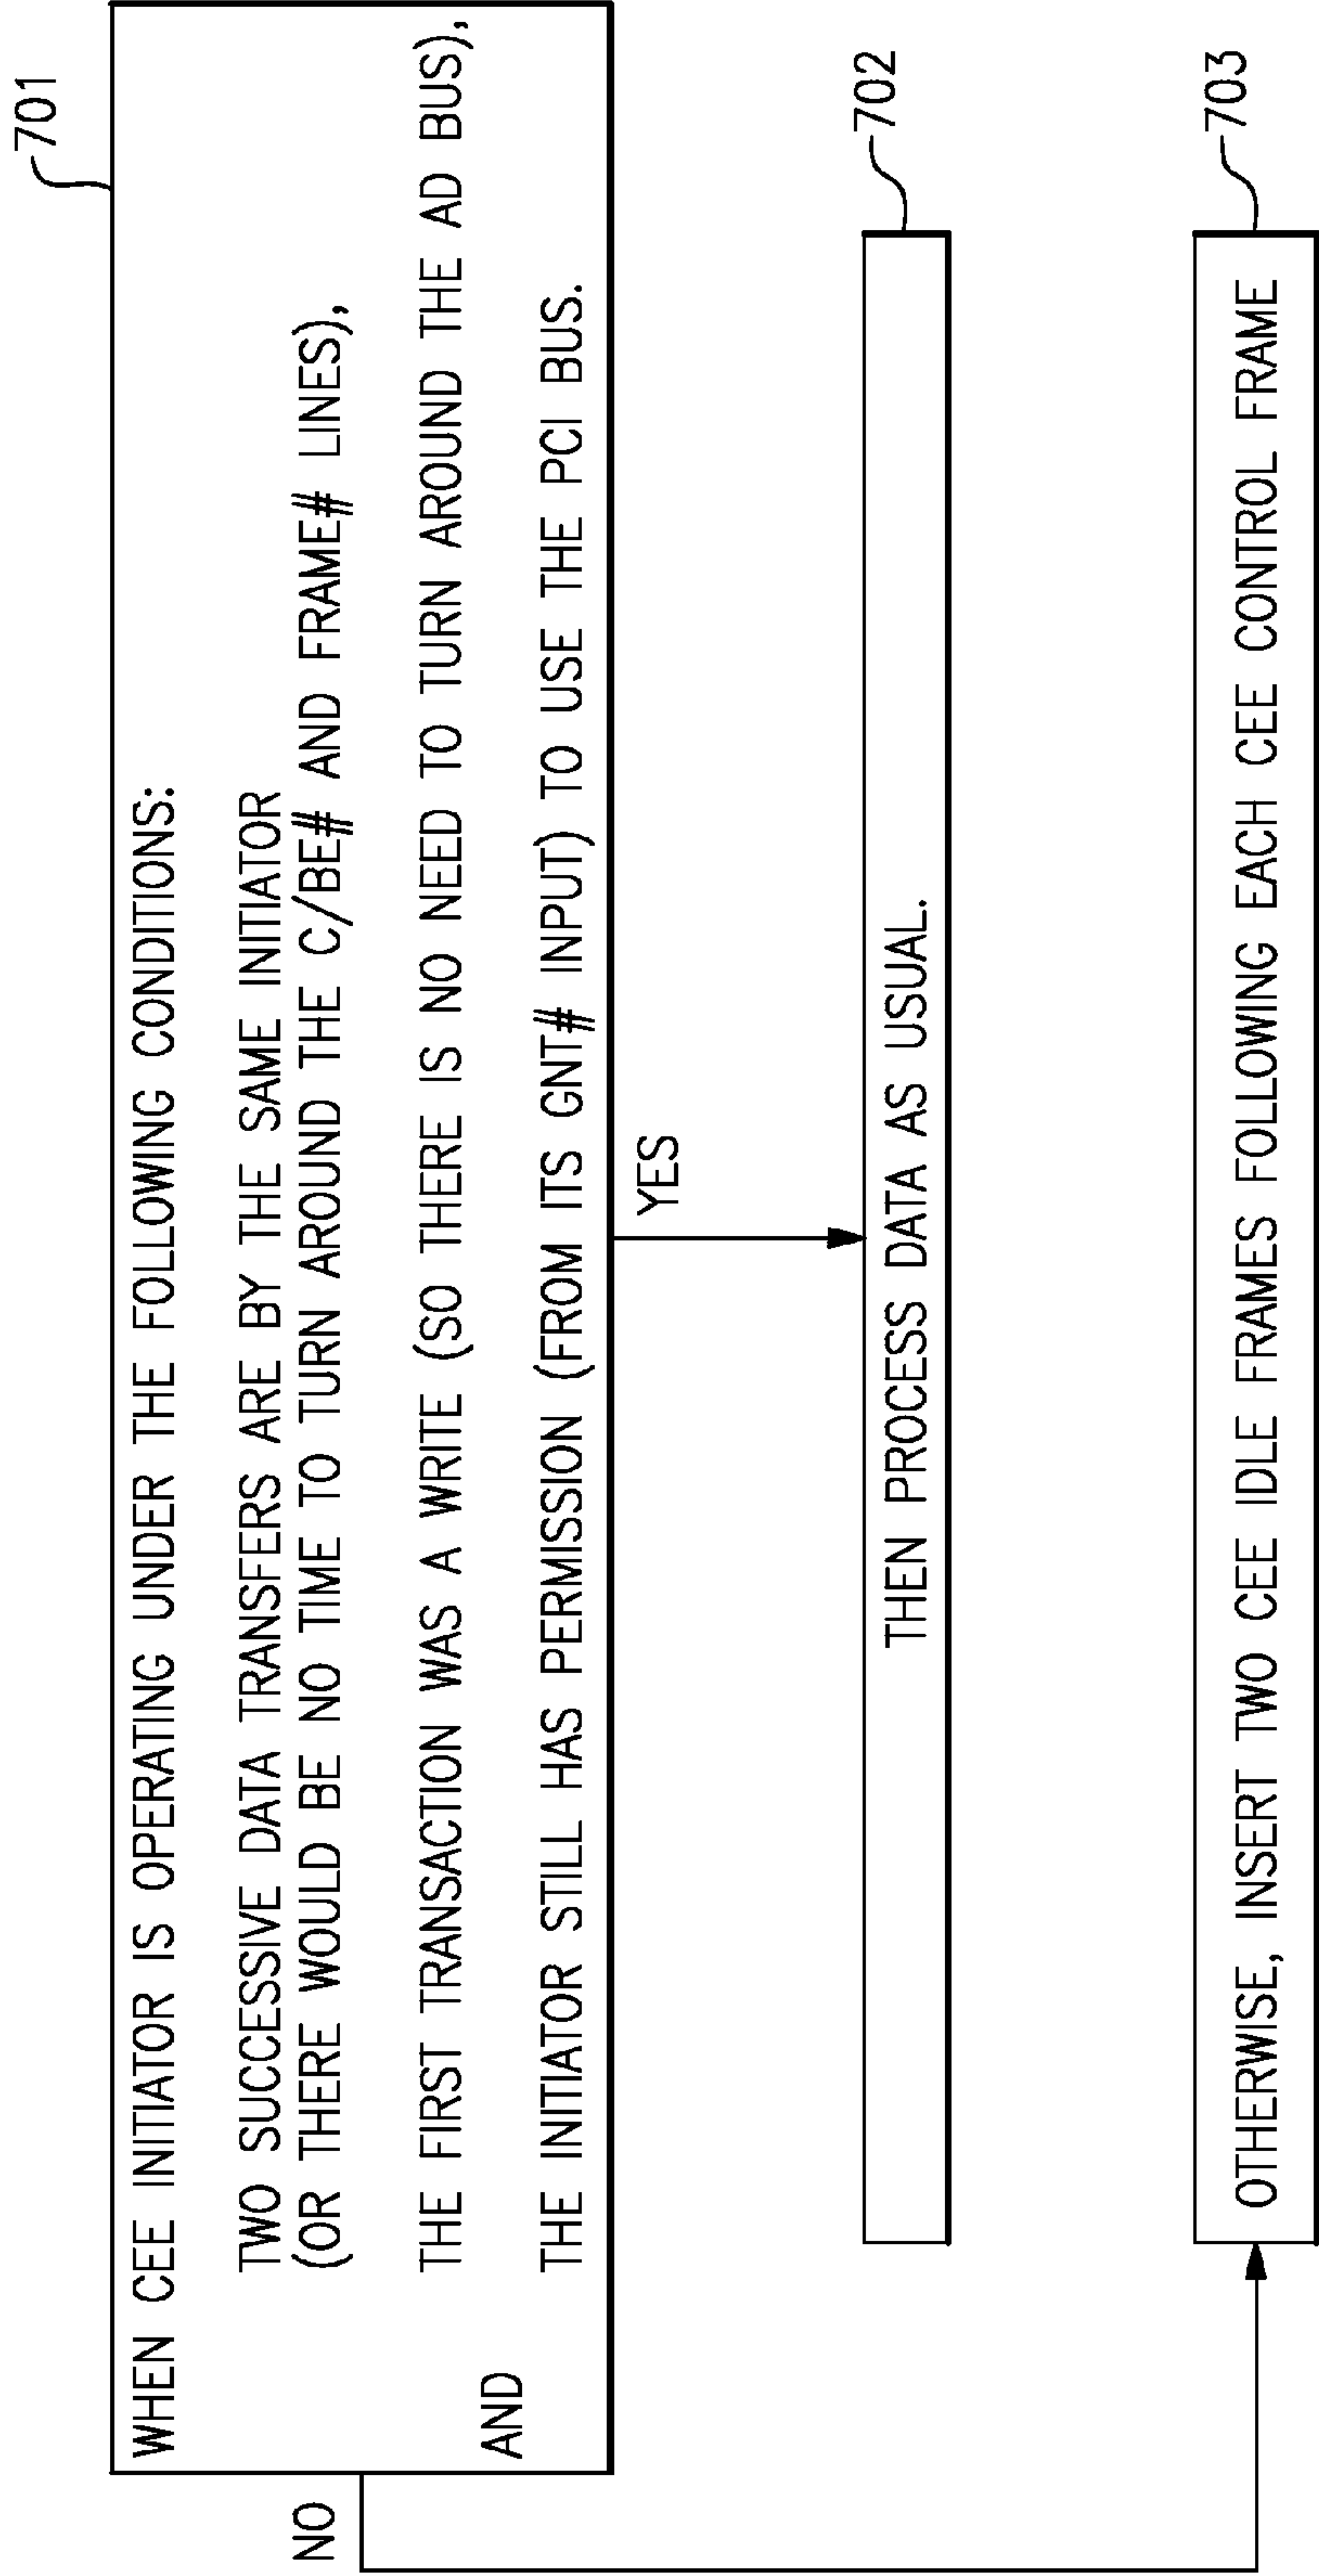 701
WHEN CEE INITIATOR IS OPERATING UNDER THE FOLLOWING CONDITIONS:
TWO SUCCESSIVE DATA TRANSFERS ARE BY THE SAME INITIATOR
(OR THERE WOULD BE NO TIME TO TURN AROUND THE C/BE# AND FRAME# LINES),
THE FIRST TRANSACTION WAS A WRITE (SO THERE IS NO NEED TO TURN AROUND THE AD BUS),
AND
THE INITIATOR STILL HAS PERMISSION (FROM ITS GNT# INPUT) TO USE THE PCI BUS.
NO
YES
702
THEN PROCESS DATA AS USUAL.
703
OTHERWISE, INSERT TWO CEE IDLE FRAMES FOLLOWING EACH CEE CONTROL FRAME